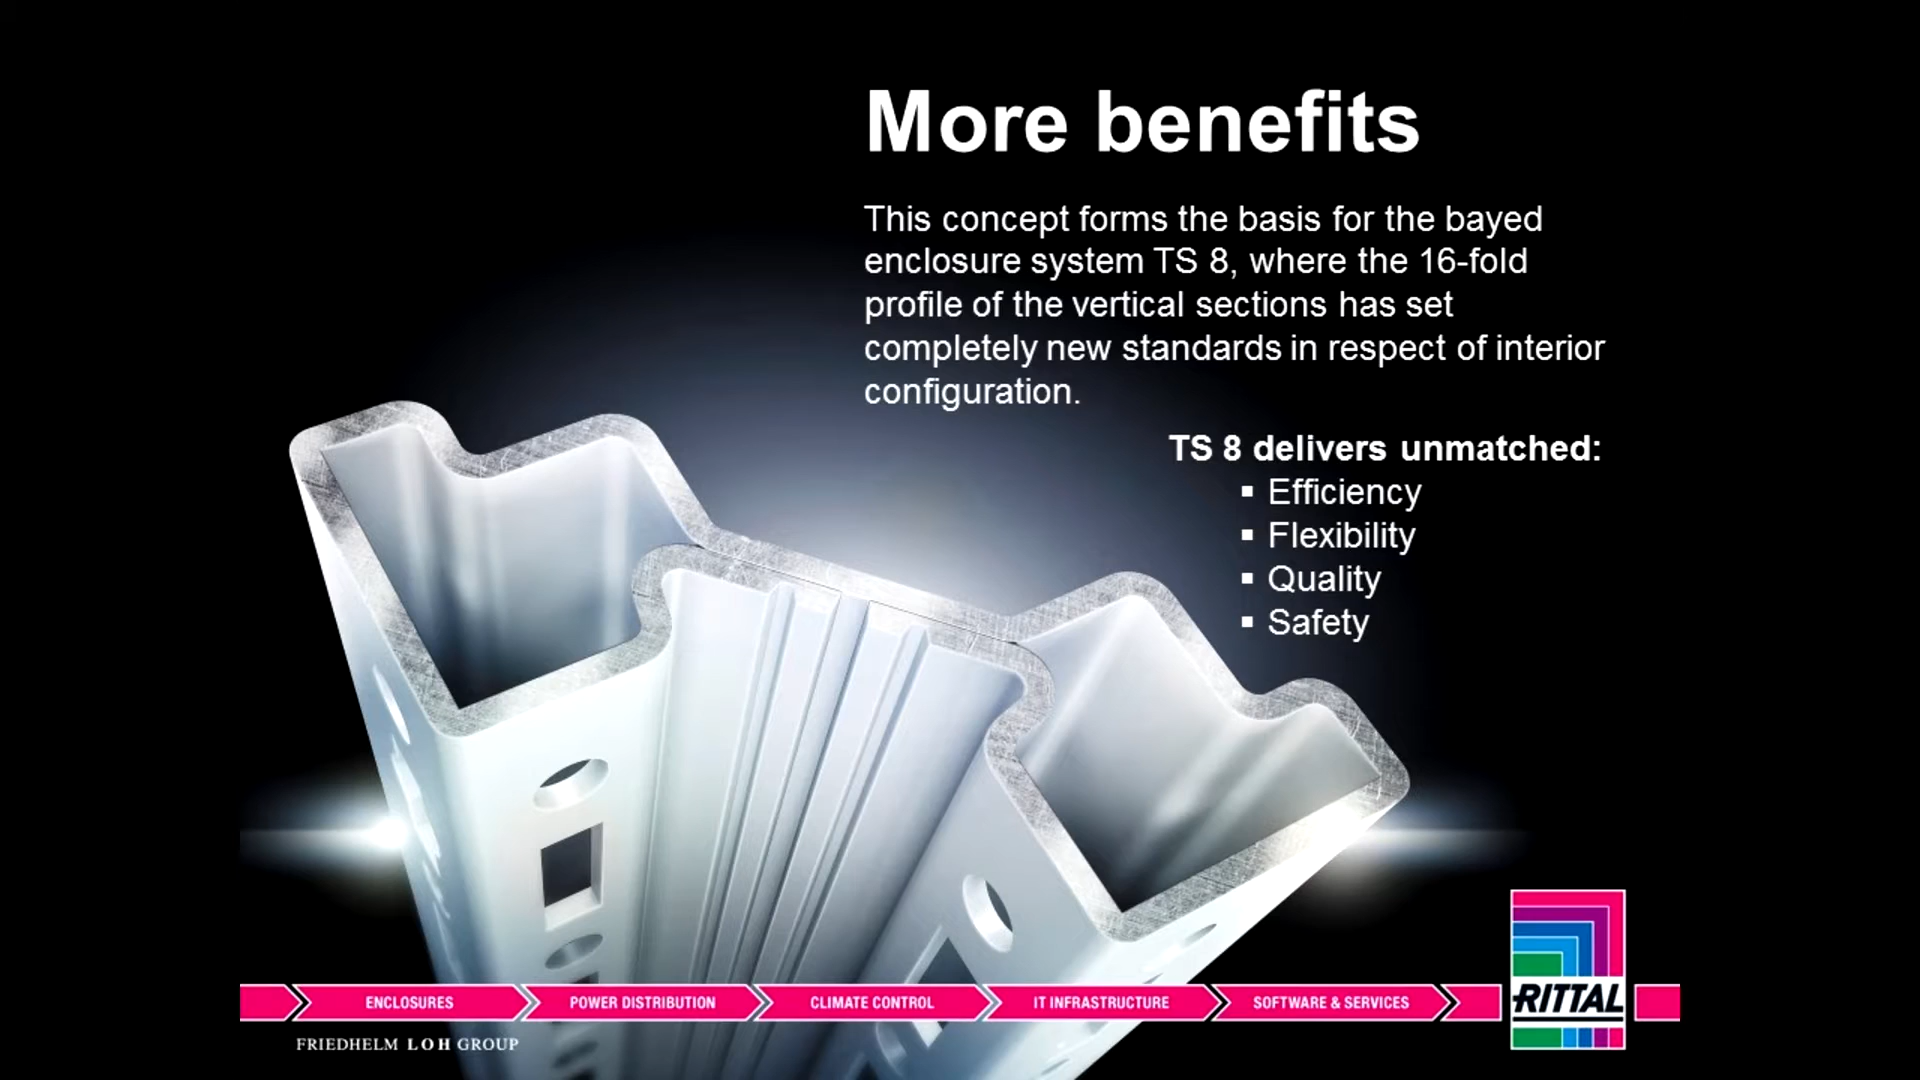 More benefits
This concept forms the basis for the bayed
enclosure system TS 8, where the 16-fold
profile of the vertical sections has set
completely new standards in respect of interior
configuration.
TS 8 delivers unmatched:
▪ Efficiency
▪ Flexibility
▪ Quality
▪ Safety
ENCLOSURES
POWER DISTRIBUTION
CLIMATE CONTROL
IT INFRASTRUCTURE
SOFTWARE & SERVICES
RITTAL
FRIEDHELM LOH GROUP